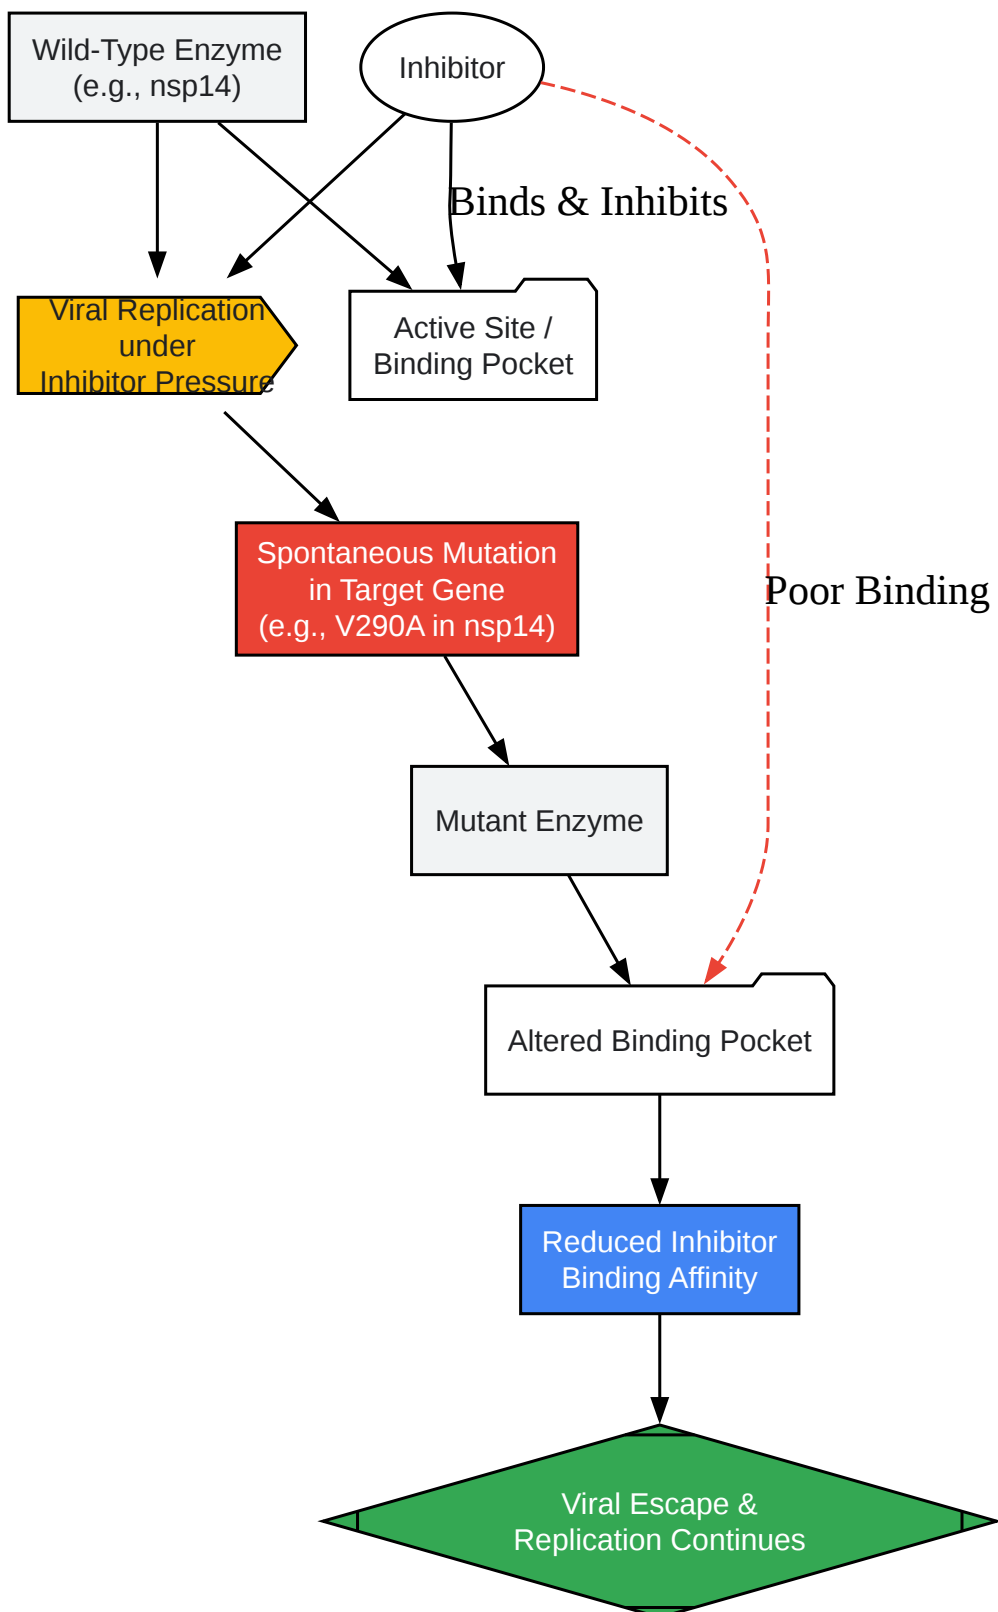 Wild-Type Enzyme
(e.g., nsp14)
Inhibitor
Binds & Inhibits
Viral Replication
under
Inhibitor Pressure
Active Site /
Binding Pocket
Spontaneous Mutation
in Target Gene
(e.g., V290A in nsp14)
Poor Binding
Mutant Enzyme
Altered Binding Pocket
Reduced Inhibitor
Binding Affinity
Viral Escape &
Replication Continues